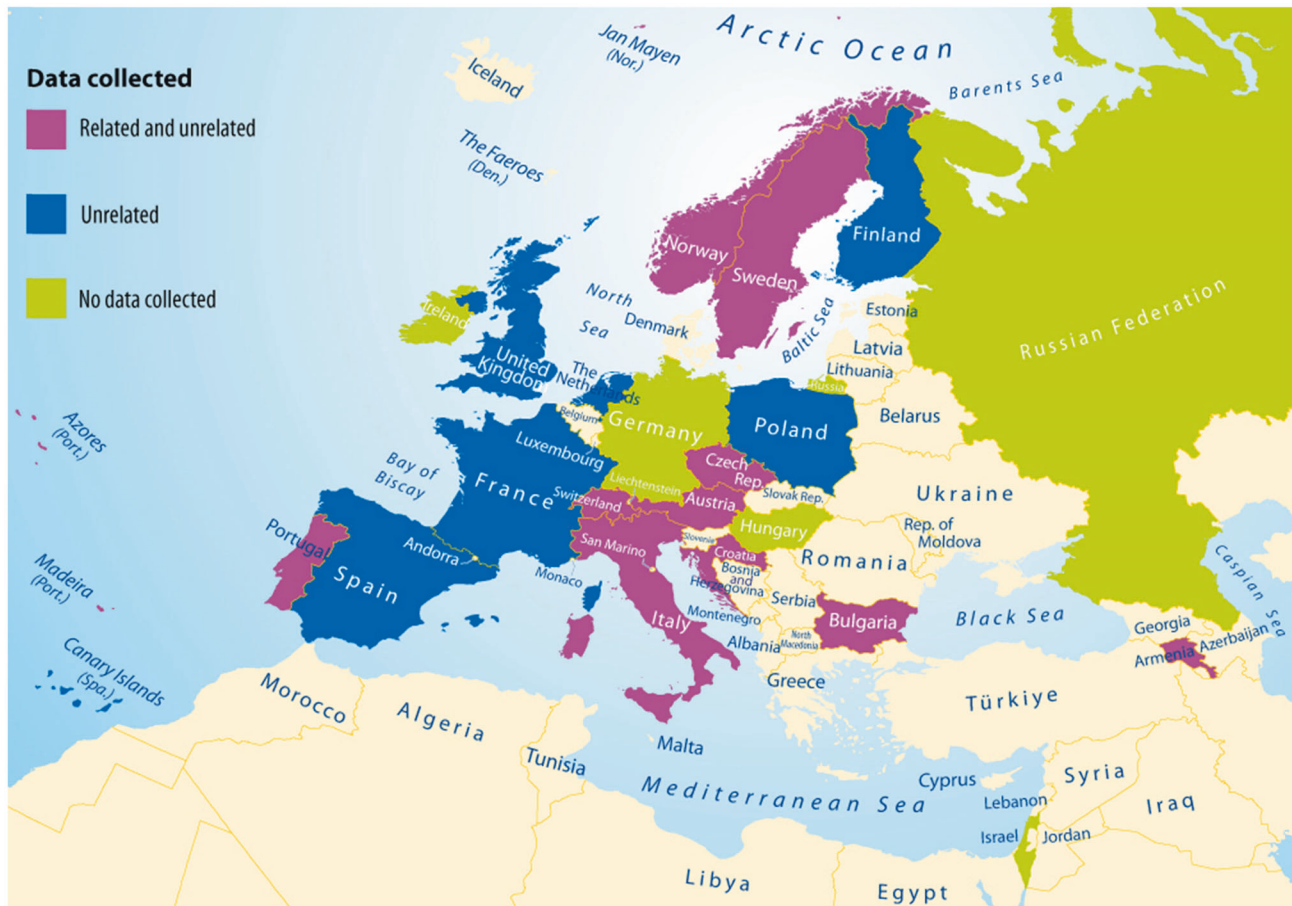 Data collected
Related and unrelated
Unrelated
No data collected
Arctic Ocean
Jan Mayen
(Nor.)
Barents Sea
Iceland
The Faeroes
(Den.)
Norway
Sweden
Finland
Russian Federation
North
Sea
Denmark
Baltic Sea
Estonia
Latvia
Lithuania
Russia
Belarus
Ireland
United
Kingdom
The
Netherlands
Belgium
Germany
Poland
Luxembourg
Czech
Rep.
Slovak Rep.
Ukraine
Azores
(Port.)
Bay of
Biscay
France
Liechtenstein
Switzerland
Austria
Hungary
Rep. of
Moldova
Romania
Slovenia
Croatia
San Marino
Bosnia
and
Herzegovina
Portugal
Andorra
Spain
Monaco
Italy
Montenegro
Serbia
Bulgaria
Black Sea
Caspian Sea
Georgia
Armenia
Azerbaijan
Albania
North
Macedonia
Greece
Türkiye
Madeira
(Port.)
Canary Islands
(Spa.)
Morocco
Algeria
Tunisia
Malta
Mediterranean Sea
Cyprus
Syria
Lebanon
Iraq
Israel
Jordan
Libya
Egypt